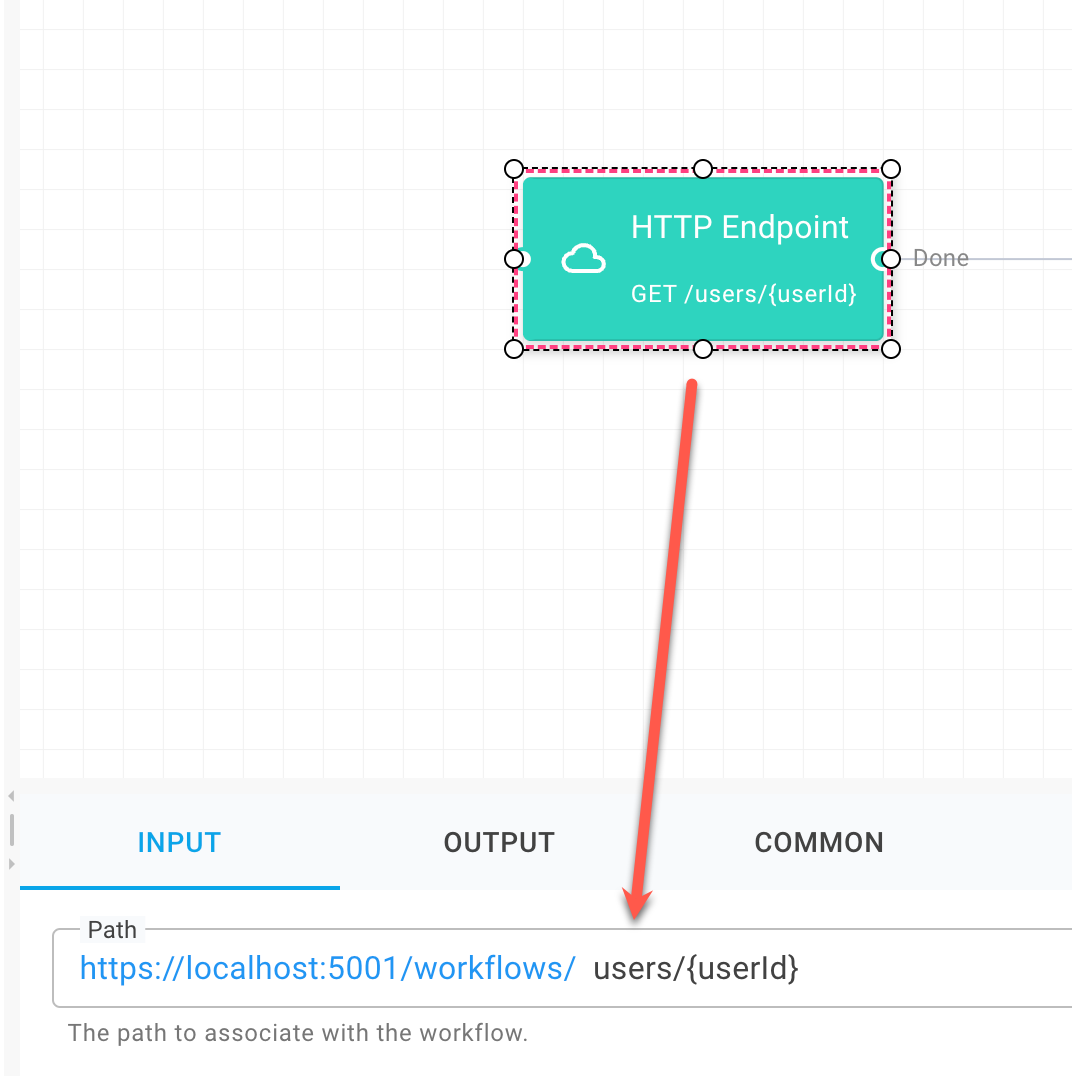 HTTP Endpoint
GET /users/{userId}
Done
INPUT OUTPUT COMMON
Path
https://localhost:5001/workflows/ users/{userId}
The path to associate with the workflow.